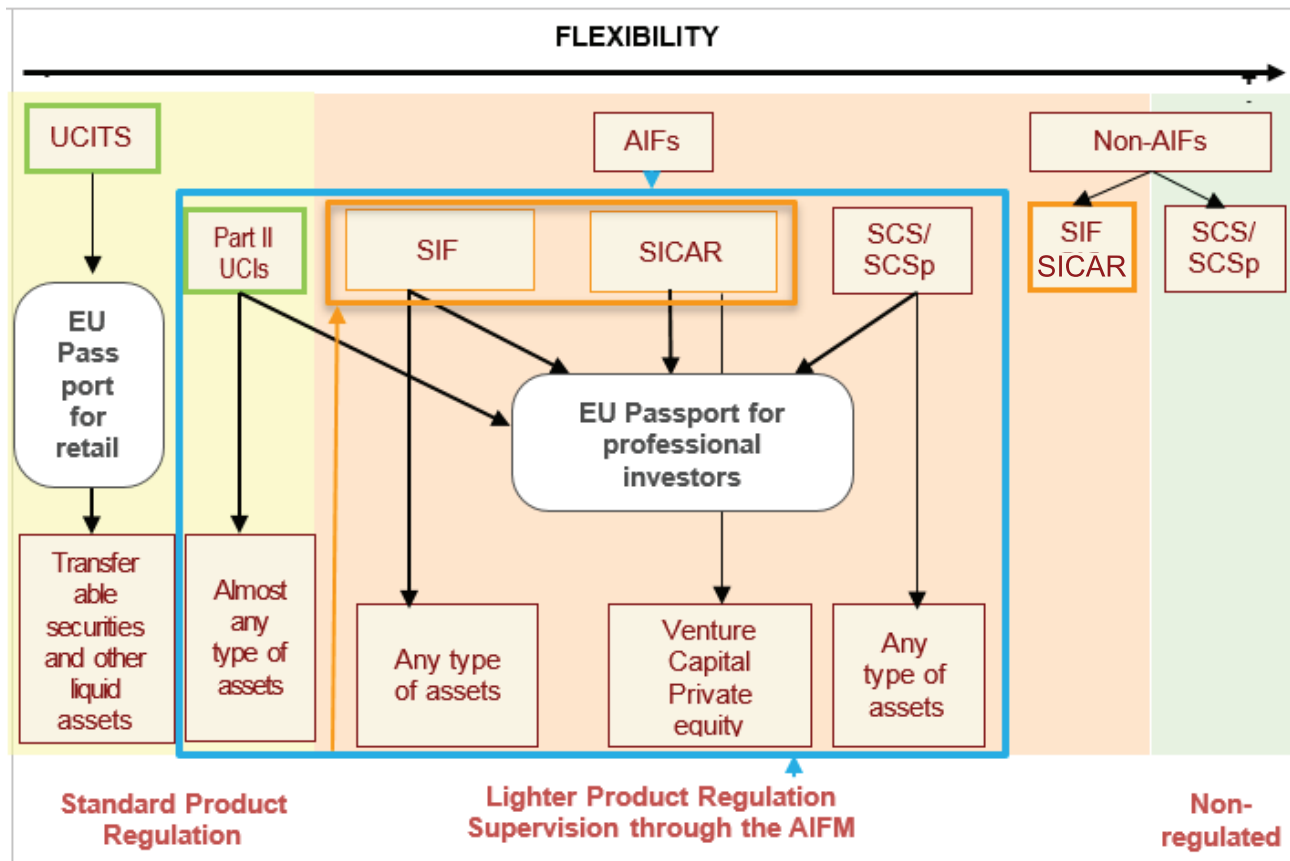 FLEXIBILITY
+
UCITS
AIFs
Non-AIFs
Part II
UCIs
SIF
SICAR
SCS/
SCSp
SIF
SICAR
SCS/
SCSp
EU
Pass
port
for
retail
EU Passport for
professional
investors
Transfer
able
securities
and other
liquid
assets
Almost
any
type of
assets
Any type
of assets
Venture
Capital
Private
equity
Any
type of
assets
Standard Product
Regulation
Lighter Product Regulation
Supervision through the AIFM
Non-
regulated